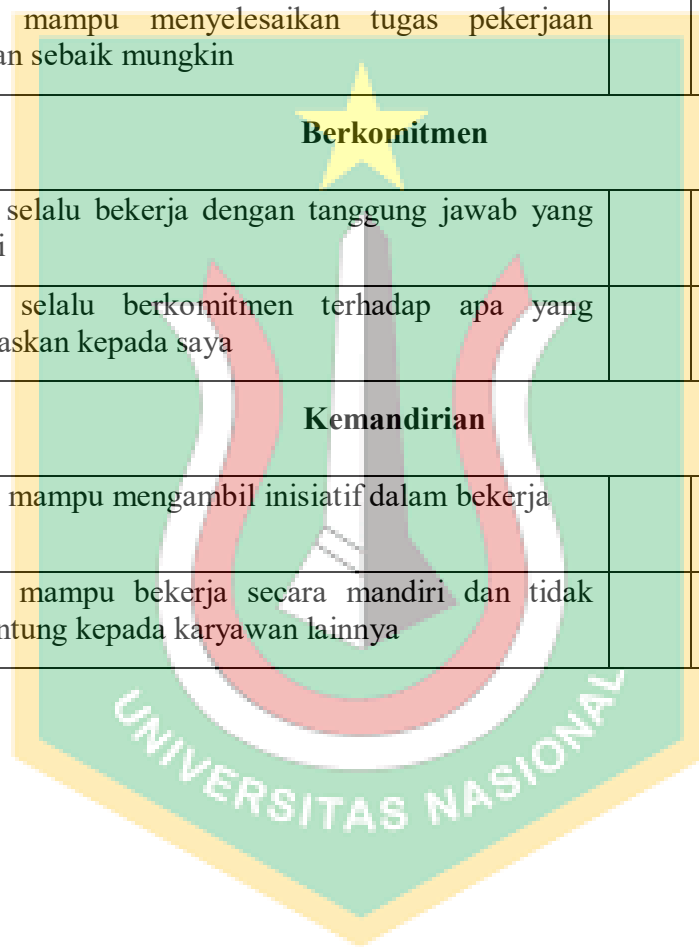 mampu menyelesaikan tugas pekerjaan
an sebaik mungkin
Berkomitmen
selalu bekerja dengan tanggung jawab yang
i
selalu berkomitmen terhadap apa yang
askan kepada saya
Kemandirian
mampu mengambil inisiatif dalam bekerja
mampu bekerja secara mandiri dan tidak
ntung kepada karyawan lainnya
UNIVERSITAS NASIONAL